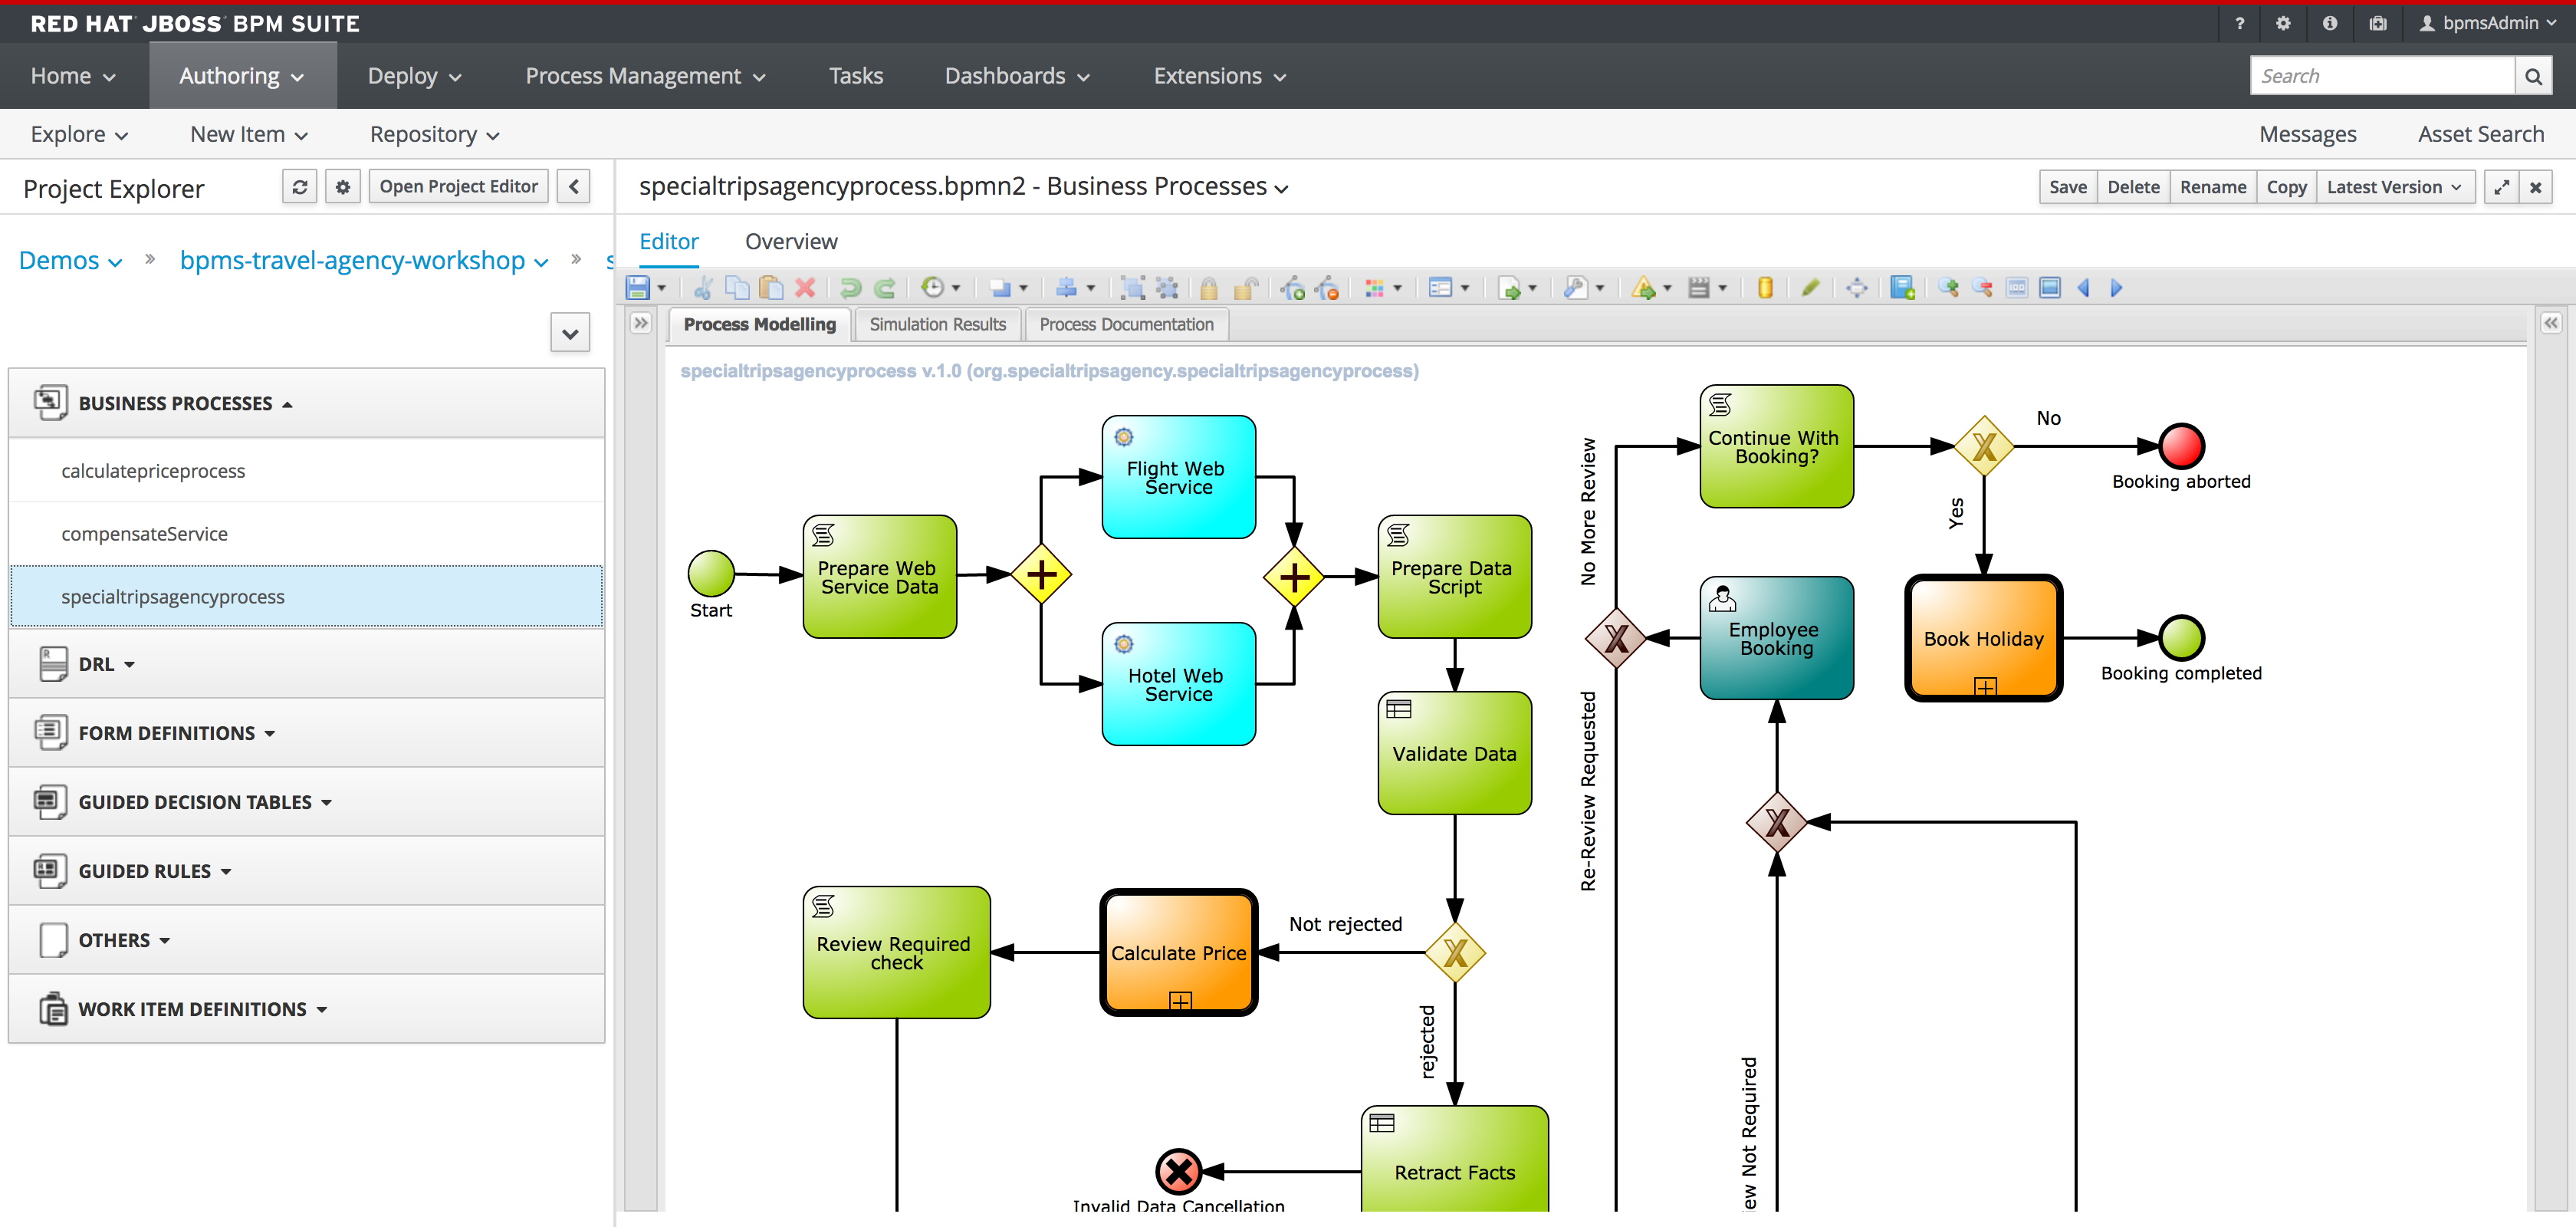 RED HAT JBOSS BPM SUITE
? bpmsAdmin
Home Authoring Deploy Process Management Tasks Dashboards Extensions Search
Explore New Item Repository Messages Asset Search
Project Explorer Open Project Editor
specialtripsagencyprocess.bpmn2 - Business Processes
Save Delete Rename Copy Latest Version
Demos » bpms-travel-agency-workshop » s
Editor Overview
BUSINESS PROCESSES
calculatepriceprocess
compensateService
specialtripsagencyprocess
DRL
FORM DEFINITIONS
GUIDED DECISION TABLES
GUIDED RULES
OTHERS
WORK ITEM DEFINITIONS
Process Modelling Simulation Results Process Documentation
specialtripsagencyprocess v.1.0 (org.specialtripsagency.specialtripsagencyprocess)
Start
Prepare Web
Service Data
Flight Web
Service
Hotel Web
Service
Prepare Data
Script
Validate Data
Not rejected
rejected
Calculate Price
Review Required
check
Retract Facts
Invalid Data Cancellation
No More Review
Re-Review Requested
Continue With
Booking?
No
Booking aborted
Yes
Employee
Booking
Book Holiday
Booking completed
iew Not Required